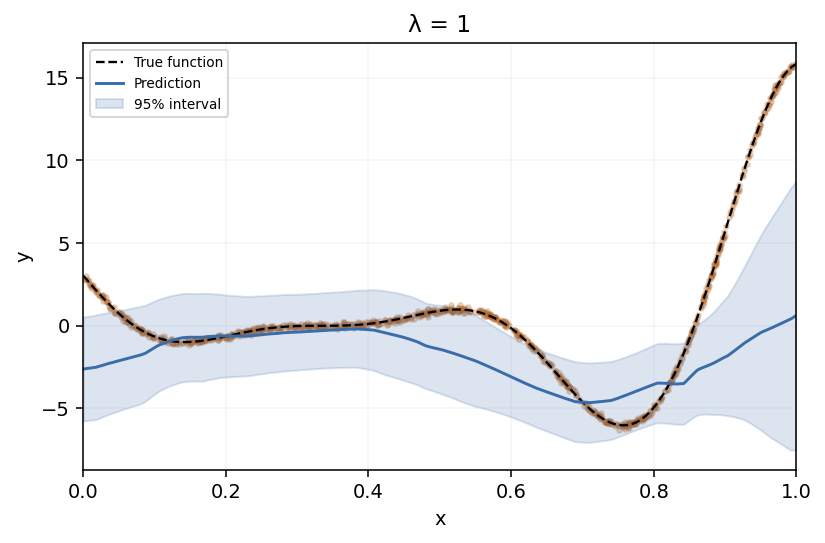 λ = 1
True function
Prediction
95% interval
15
10
5
0
−5
y
0.0 0.2 0.4 0.6 0.8 1.0
x